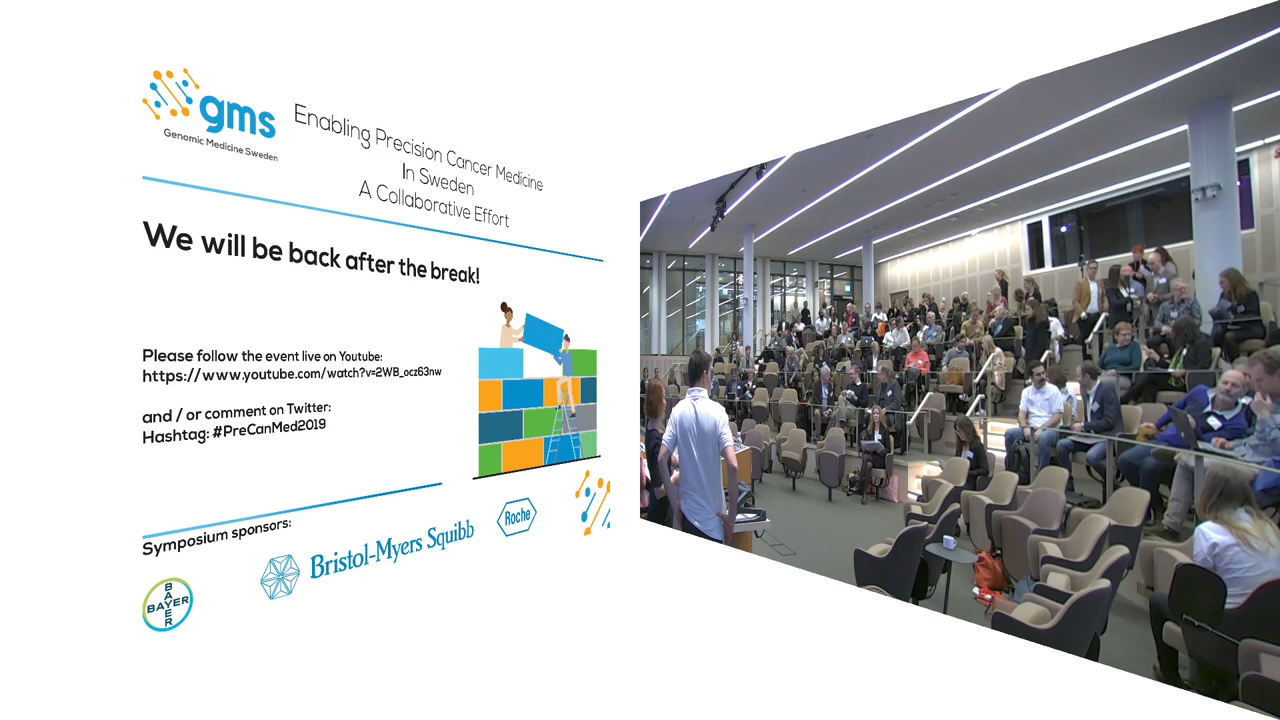 gms
Genomic Medicine Sweden
Enabling Precision Cancer Medicine
In Sweden
A Collaborative Effort
We will be back after the break!
Please follow the event live on Youtube:
https://www.youtube.com/watch?v=2WB_ocz63nw
and / or comment on Twitter:
Hashtag: #PreCanMed2019
Symposium sponsors:
BAYER
BAYER
Bristol-Myers Squibb
Roche